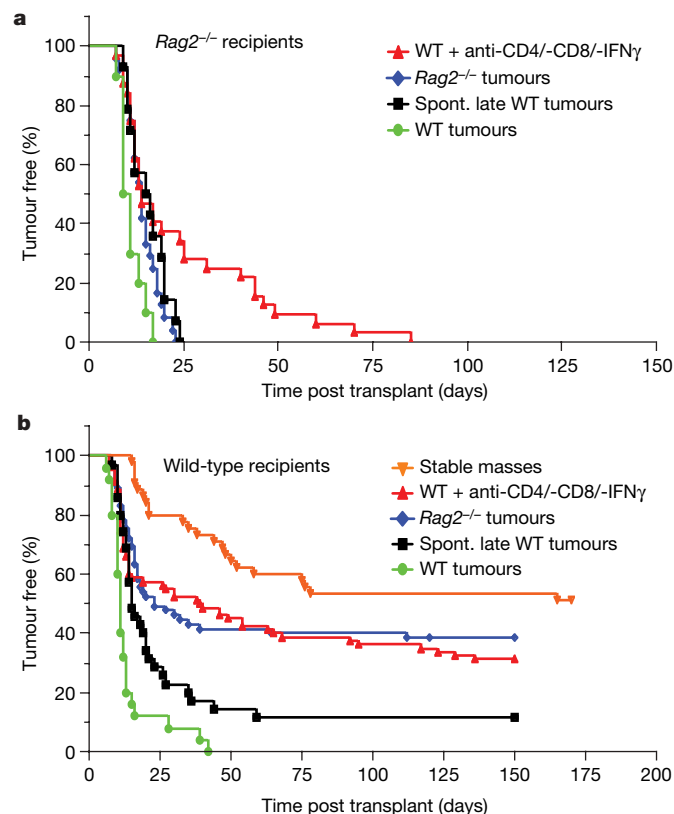 a
Rag2–/– recipients
WT + anti-CD4/-CD8/-IFNγ
Rag2–/– tumours
Spont. late WT tumours
WT tumours
Tumour free (%)
100
80
60
40
20
0
0 25 50 75 100 125 150
Time post transplant (days)
b
Wild-type recipients
Stable masses
WT + anti-CD4/-CD8/-IFNγ
Rag2–/– tumours
Spont. late WT tumours
WT tumours
Tumour free (%)
100
80
60
40
20
0
0 25 50 75 100 125 150 175 200
Time post transplant (days)